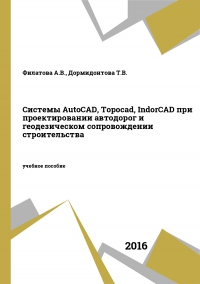 Филатова А.В., Дормидонтова Т.В.
Системы AutoCAD, Topocad, IndorCAD при
проектировании автодорог и
геодезическом сопровождении
строительства
учебное пособие
2016